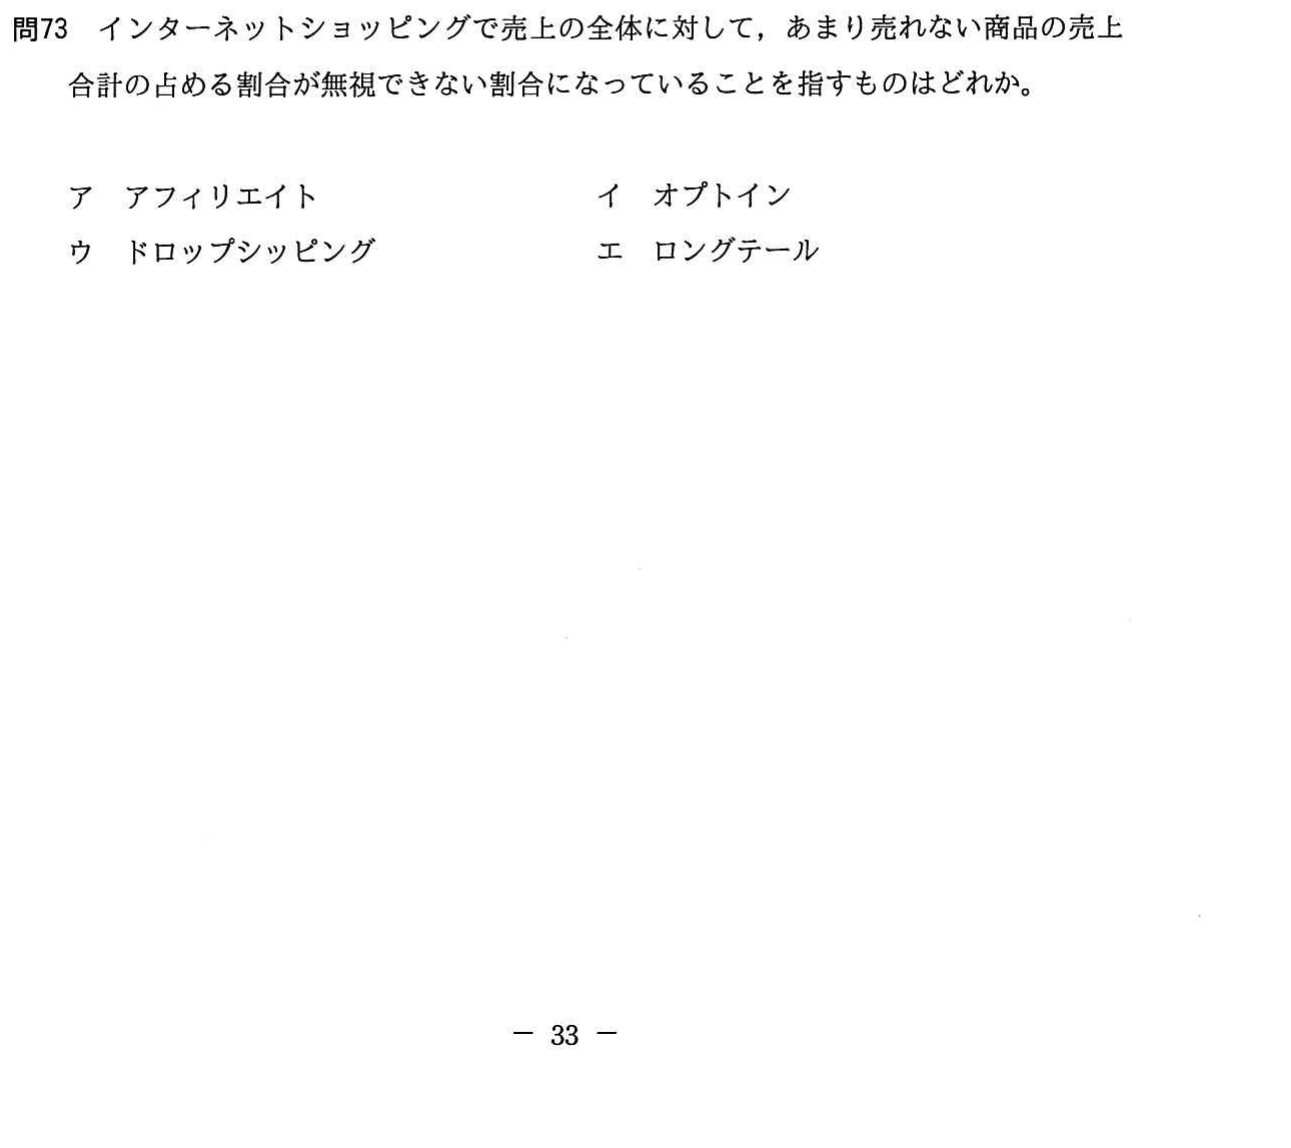 問73 インターネットショッピングで売上の全体に対して，あまり売れない商品の売上
合計の占める割合が無視できない割合になっていることを指すものはどれか。
ア アフィリエイト イ オプトイン
ウ ドロップシッピング エ ロングテール
－ 33 －